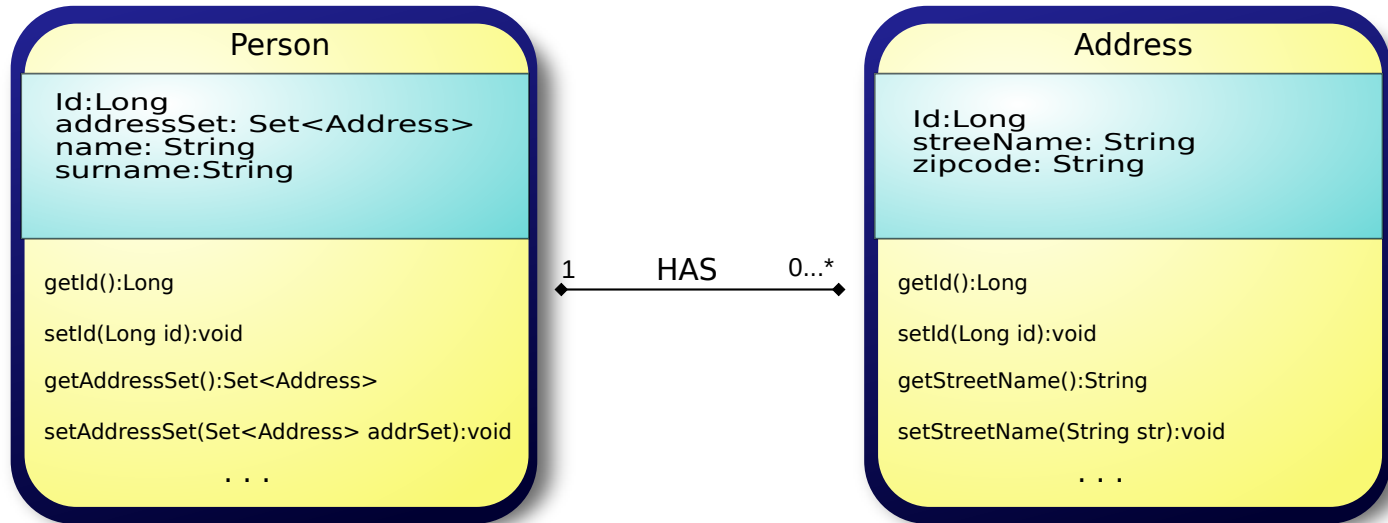 Person
Id:Long
addressSet: Set<Address>
name: String
surname:String
getId():Long
setId(Long id):void
getAddressSet():Set<Address>
setAddressSet(Set<Address> addrSet):void
. . .
1 HAS 0...*
Address
Id:Long
streeName: String
zipcode: String
getId():Long
setId(Long id):void
getStreetName():String
setStreetName(String str):void
. . .